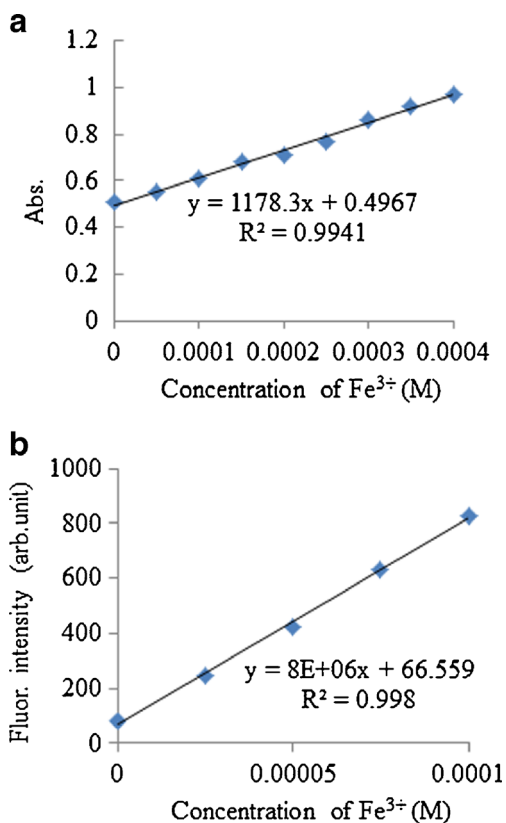 a
1.2
1
0.8
0.6
0.4
0.2
0
Abs.
y = 1178.3x + 0.4967
R² = 0.9941
0 0.0001 0.0002 0.0003 0.0004
Concentration of Fe³⁺ (M)
b
1000
800
600
400
200
0
Fluor. intensity (arb.unit)
y = 8E+06x + 66.559
R² = 0.998
0 0.00005 0.0001
Concentration of Fe³⁺ (M)